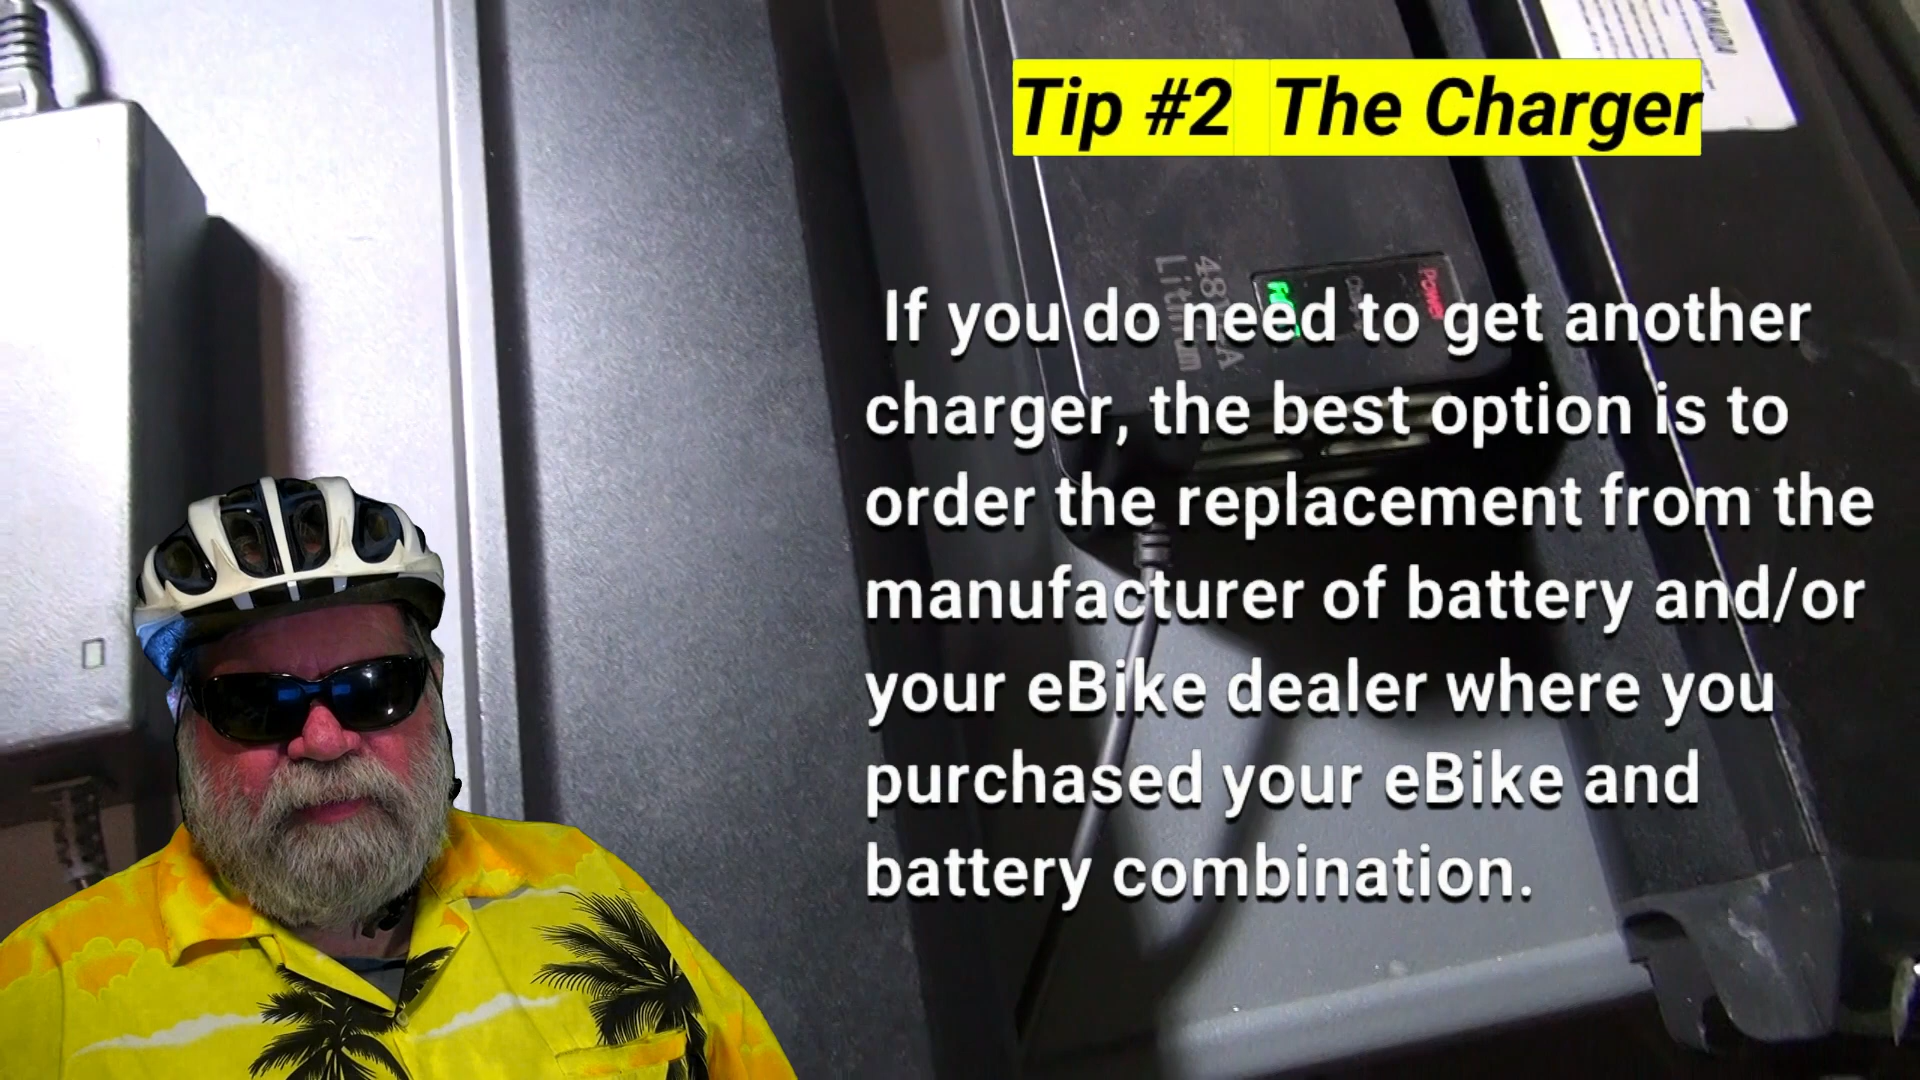 Tip #2 The Charger
If you do need to get another
charger, the best option is to
order the replacement from the
manufacturer of battery and/or
your eBike dealer where you
purchased your eBike and
battery combination.
Power
Lithium